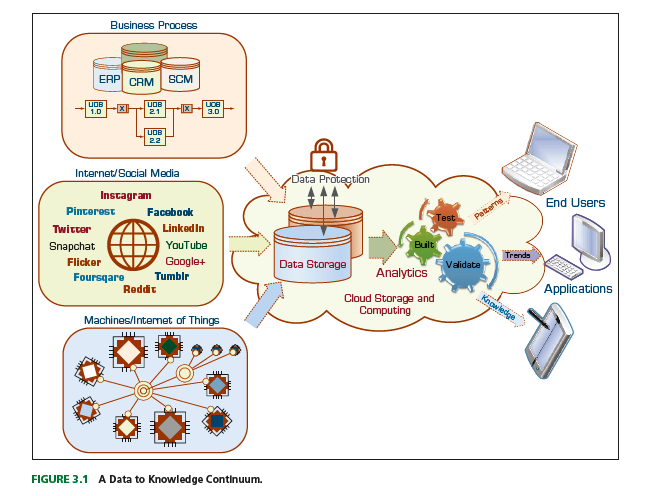 Business Process
ERP
CRM
SCM
UOB
1.0
X
UOB
2.1
X
UOB
3.0
UOB
2.2
Internet/Social Media
Instagram
Pinterest
Facebook
Twitter
LinkedIn
Snapchat
YouTube
Flicker
Google+
Foursqare
Tumblr
Reddit
Machines/Internet of Things
Data Protection
Data Storage
Analytics
Test
Built
Validate
Cloud Storage and
Computing
Patterns
Trends
Knowledge
End Users
Applications
FIGURE 3.1 A Data to Knowledge Continuum.